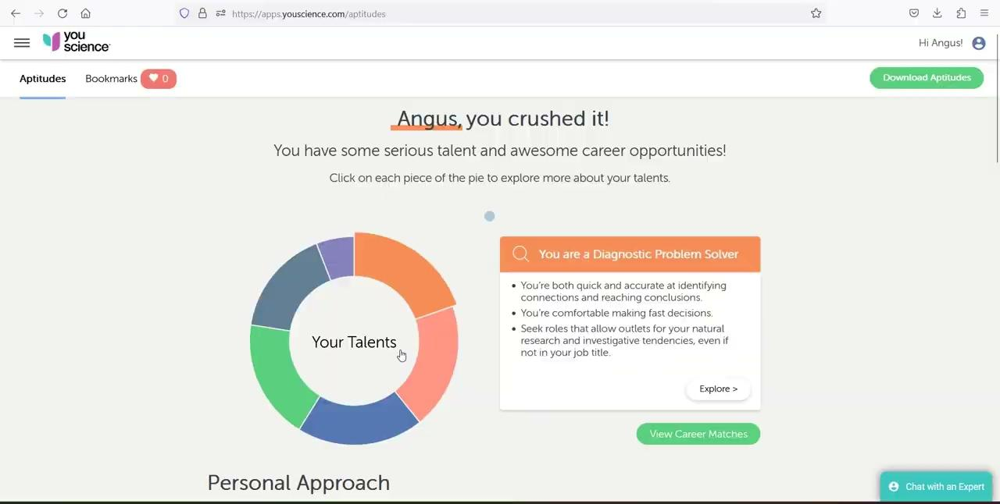 https://apps.youscience.com/aptitudes
you
science
Hi Angus!
Aptitudes
Bookmarks
0
Download Aptitudes
Angus, you crushed it!
You have some serious talent and awesome career opportunities!
Click on each piece of the pie to explore more about your talents.
Your Talents
You are a Diagnostic Problem Solver
• You're both quick and accurate at identifying
connections and reaching conclusions.
• You're comfortable making fast decisions.
• Seek roles that allow outlets for your natural
research and investigative tendencies, even if
not in your job title.
Explore >
View Career Matches
Personal Approach
Chat with an Expert